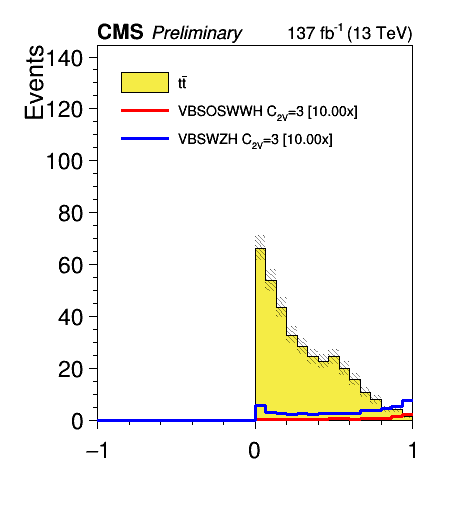 CMS Preliminary 137 fb⁻¹ (13 TeV)
Events
140
120
100
80
60
40
20
0
tt̄
VBSOSWWH C₂ᵥ=3 [10.00x]
VBSWZH C₂ᵥ=3 [10.00x]
−1 0 1